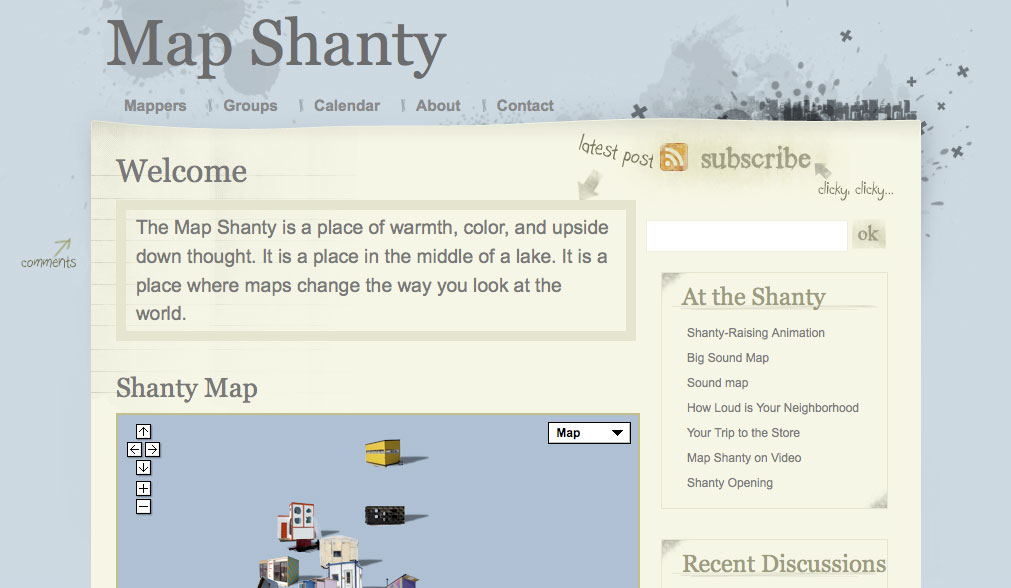 Map Shanty
Mappers Groups Calendar About Contact
latest post
subscribe
clicky, clicky...
comments
Welcome
The Map Shanty is a place of warmth, color, and upside
down thought. It is a place in the middle of a lake. It is a
place where maps change the way you look at the
world.
ok
At the Shanty
Shanty-Raising Animation
Big Sound Map
Sound map
How Loud is Your Neighborhood
Your Trip to the Store
Map Shanty on Video
Shanty Opening
Shanty Map
Map
Recent Discussions